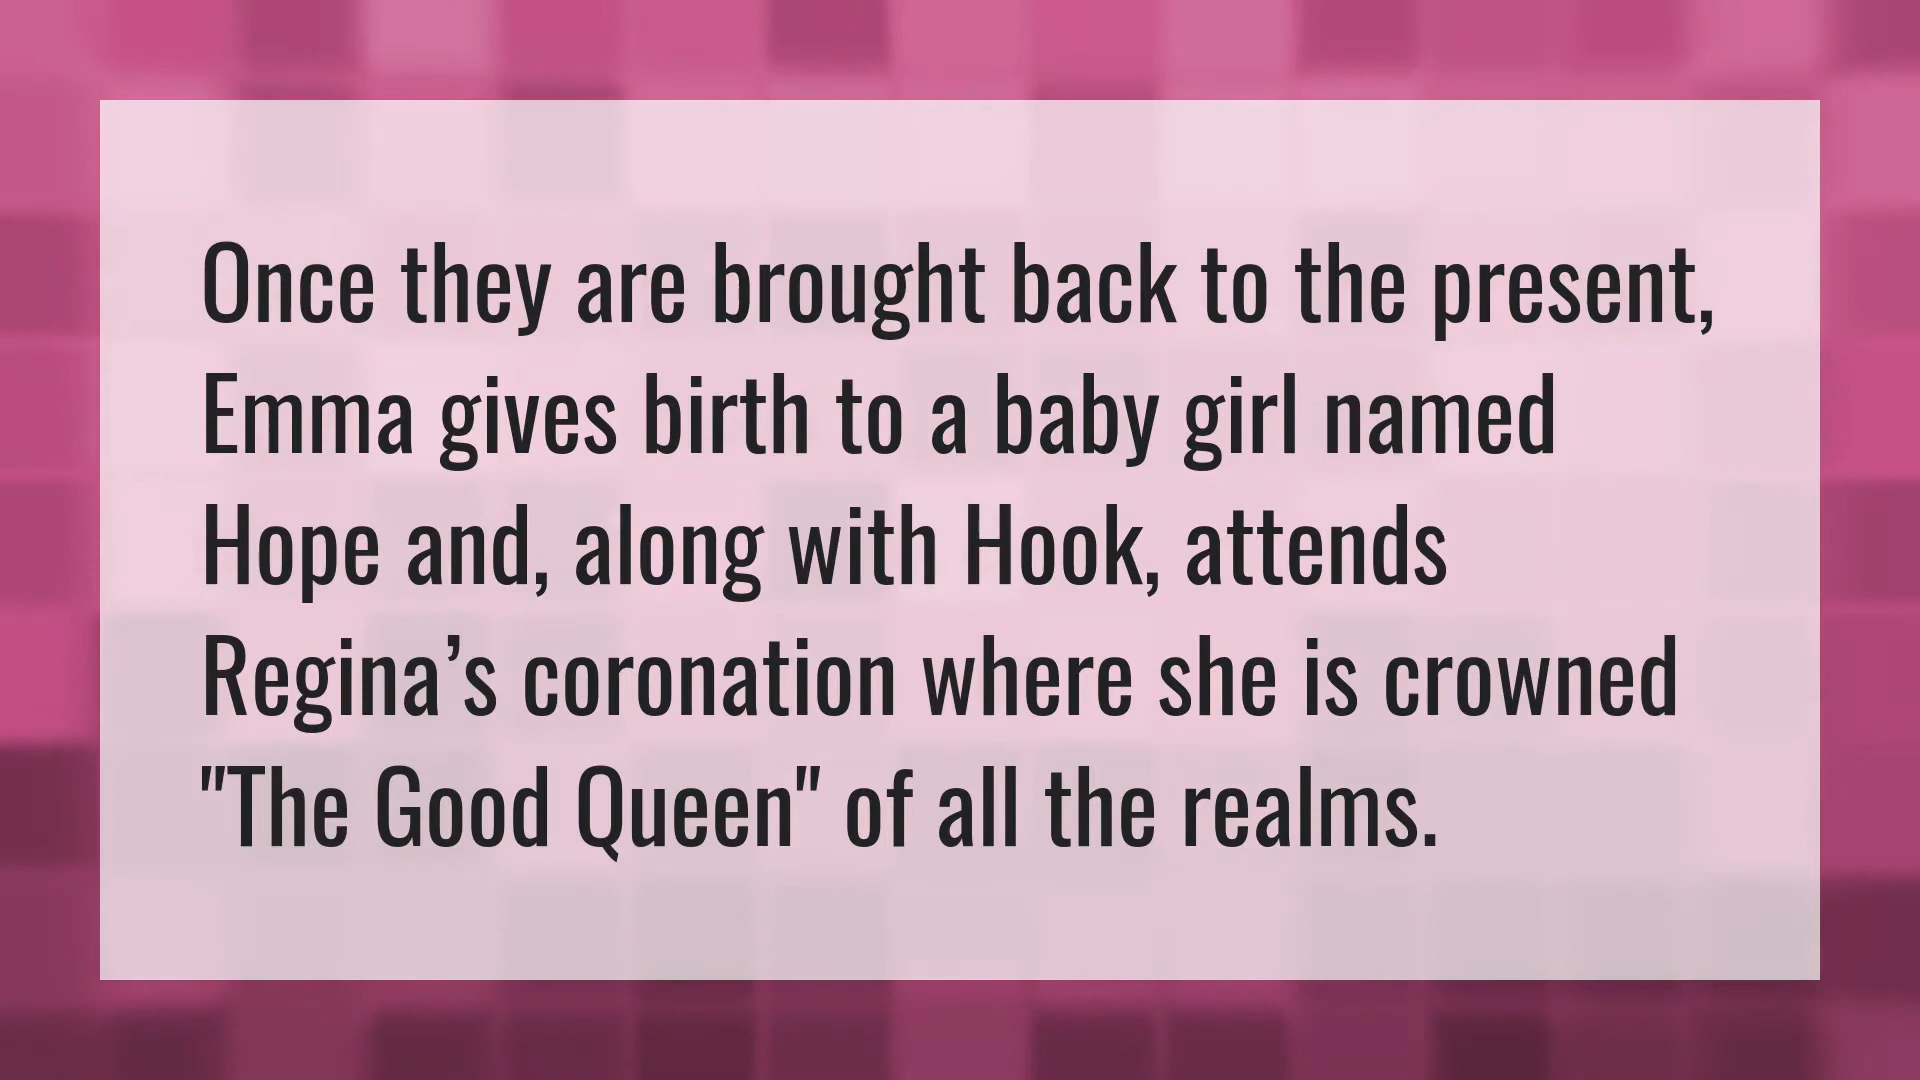 Once they are brought back to the present,
Emma gives birth to a baby girl named
Hope and, along with Hook, attends
Regina’s coronation where she is crowned
"The Good Queen" of all the realms.